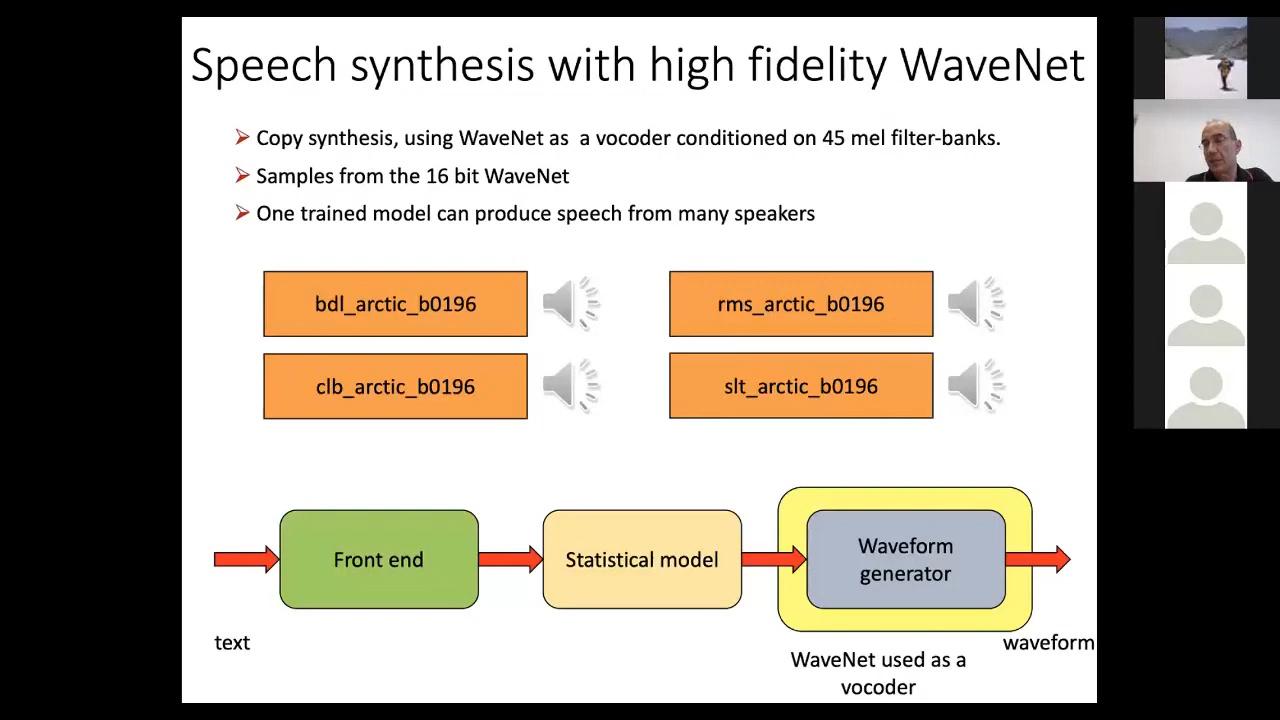 Speech synthesis with high fidelity WaveNet
Copy synthesis, using WaveNet as a vocoder conditioned on 45 mel filter-banks.
Samples from the 16 bit WaveNet
One trained model can produce speech from many speakers
bdl_arctic_b0196
rms_arctic_b0196
clb_arctic_b0196
slt_arctic_b0196
Front end
Statistical model
Waveform
generator
text
waveform
WaveNet used as a
vocoder